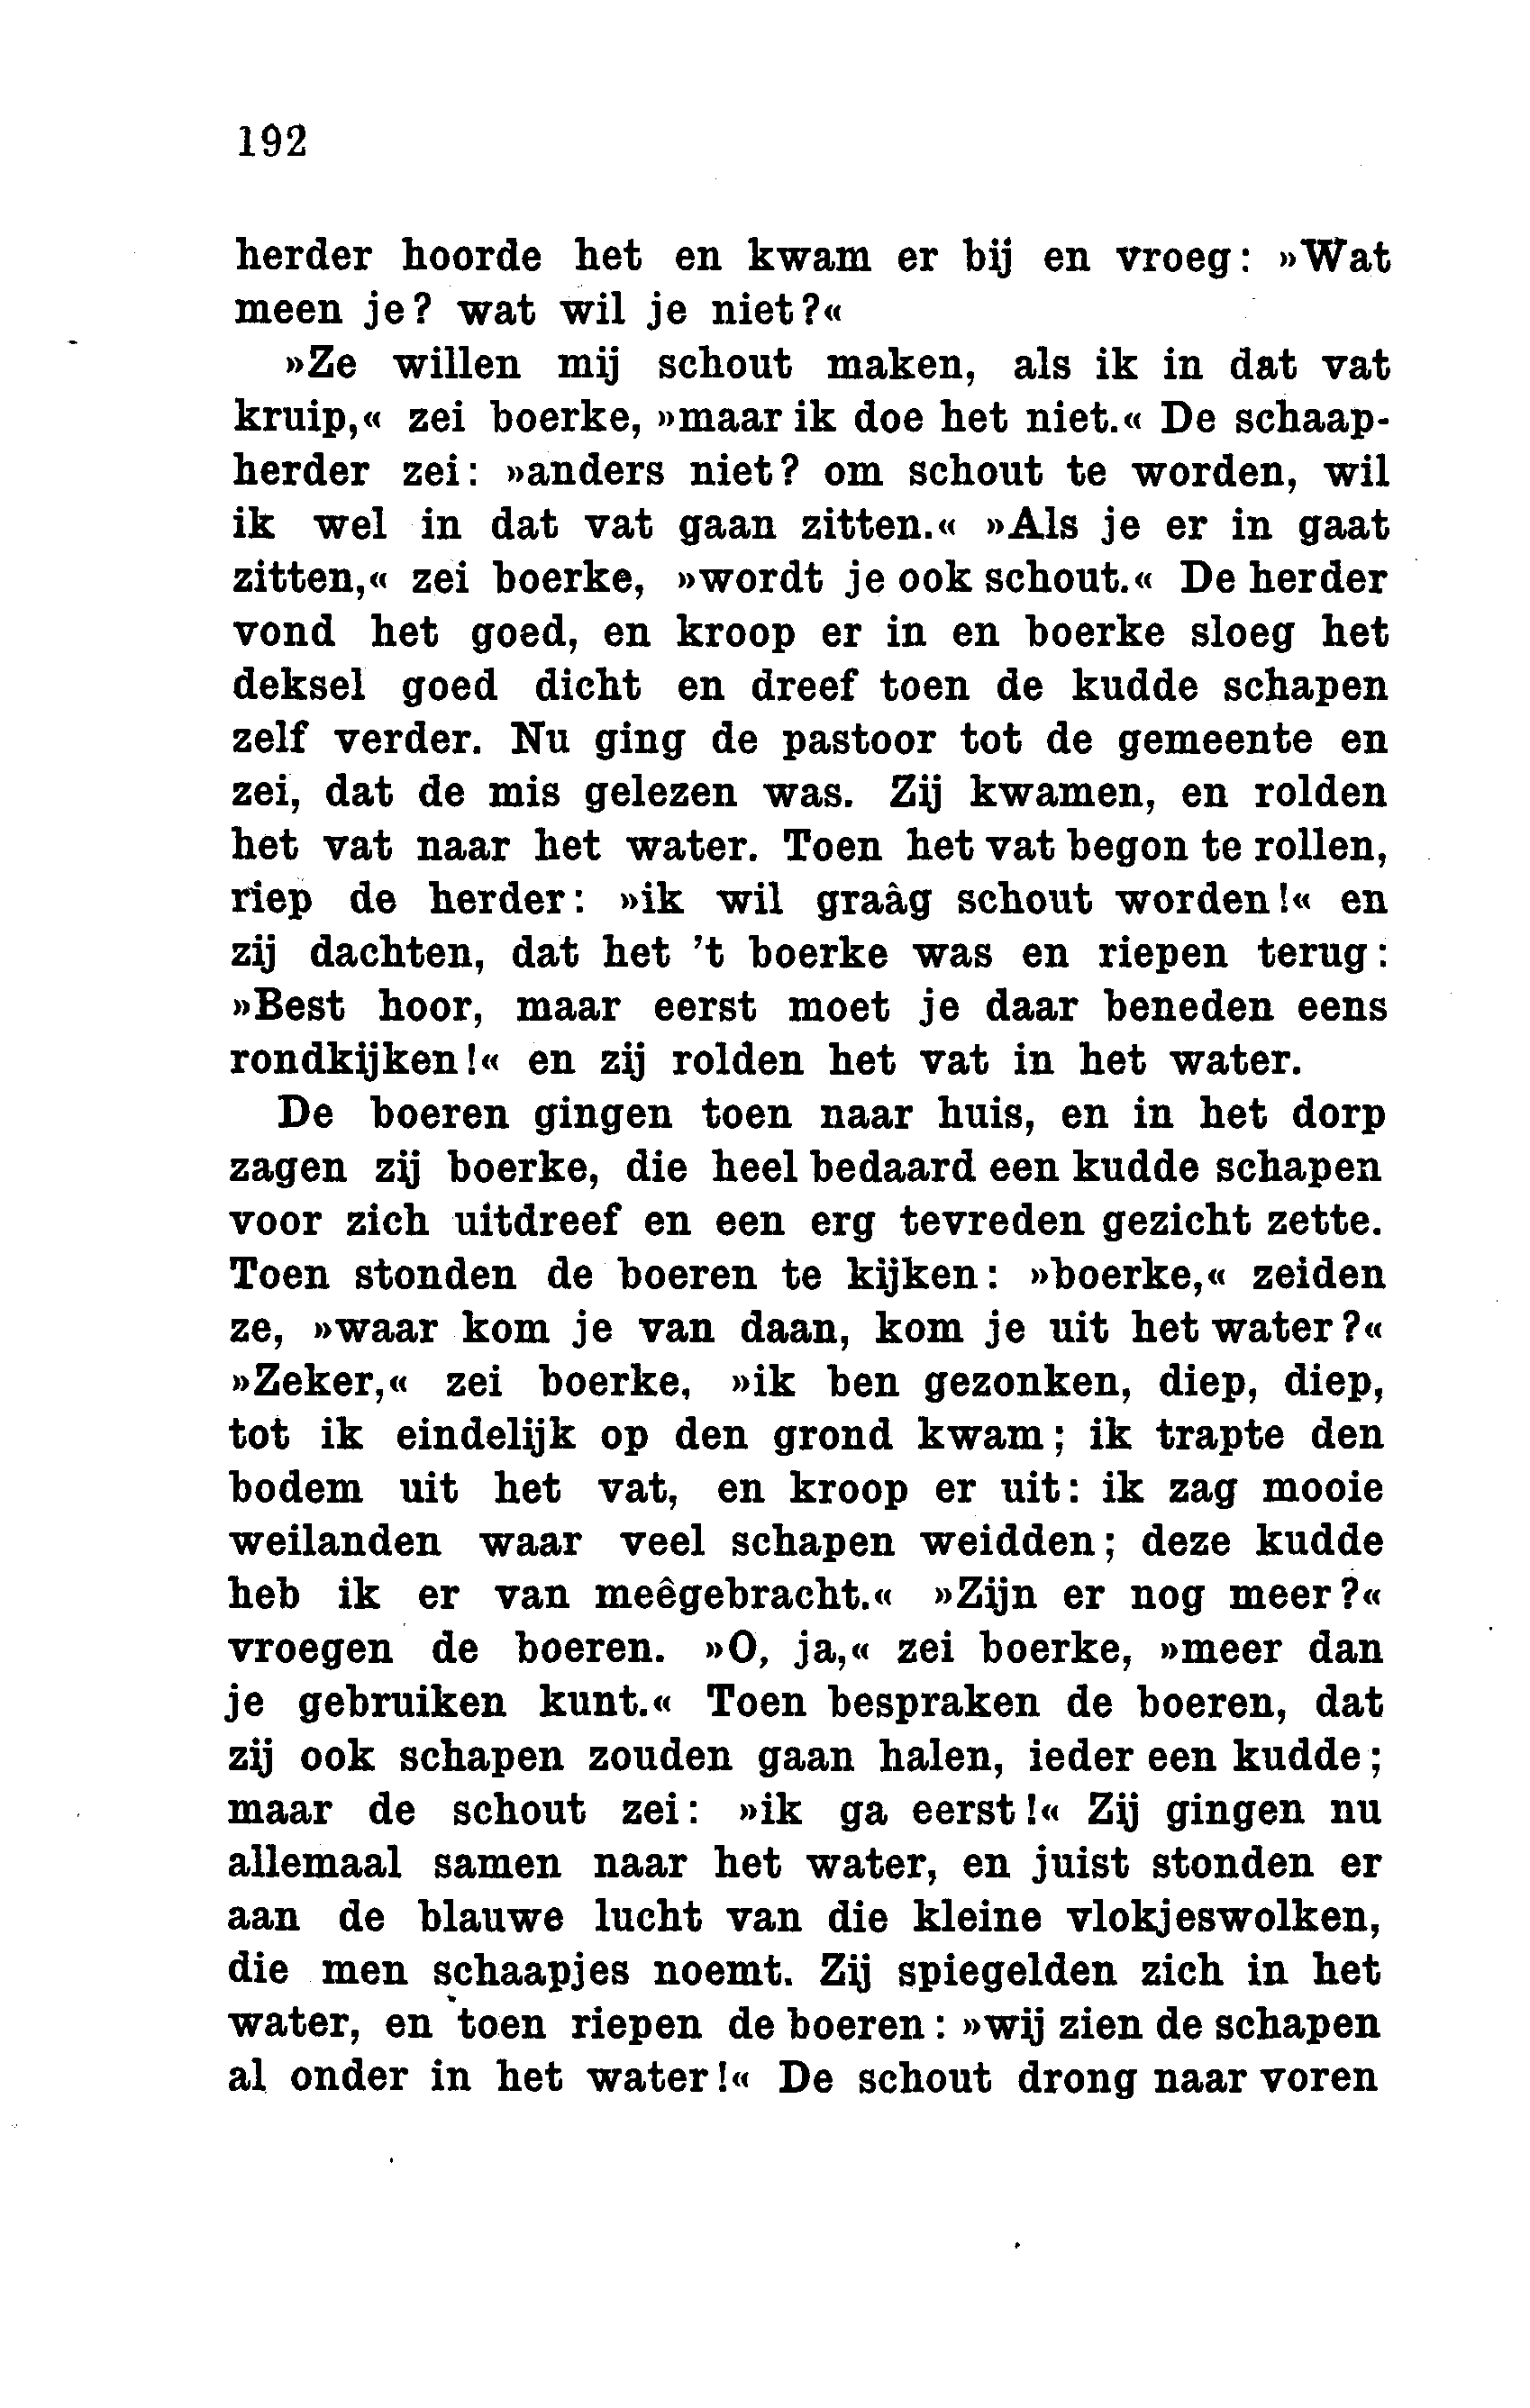 192
herder hoorde het en kwam er bij en vroeg: »Wat
meen je? wat wil je niet?«
»Ze willen mij schout maken, als ik in dat vat
kruip,« zei boerke, »maar ik doe het niet.« De schaap-
herder zei: »anders niet? om schout te worden, wil
ik wel in dat vat gaan zitten.« »Als je er in gaat
zitten,« zei boerke, »wordt je ook schout.« De herder
vond het goed, en kroop er in en boerke sloeg het
deksel goed dicht en dreef toen de kudde schapen
zelf verder. Nu ging de pastoor tot de gemeente en
zei, dat de mis gelezen was. Zij kwamen, en rolden
het vat naar het water. Toen het vat begon te rollen,
riep de herder: »ik wil graâg schout worden!« en
zij dachten, dat het 't boerke was en riepen terug:
»Best hoor, maar eerst moet je daar beneden eens
rondkijken!« en zij rolden het vat in het water.
De boeren gingen toen naar huis, en in het dorp
zagen zij boerke, die heel bedaard een kudde schapen
voor zich uitdreef en een erg tevreden gezicht zette.
Toen stonden de boeren te kijken: »boerke,« zeiden
ze, »waar kom je van daan, kom je uit het water?«
»Zeker,« zei boerke, »ik ben gezonken, diep, diep,
tot ik eindelijk op den grond kwam; ik trapte den
bodem uit het vat, en kroop er uit: ik zag mooie
weilanden waar veel schapen weidden; deze kudde
heb ik er van meêgebracht.« »Zijn er nog meer?«
vroegen de boeren. »O, ja,« zei boerke, »meer dan
je gebruiken kunt.« Toen bespraken de boeren, dat
zij ook schapen zouden gaan halen, ieder een kudde;
maar de schout zei: »ik ga eerst!« Zij gingen nu
allemaal samen naar het water, en juist stonden er
aan de blauwe lucht van die kleine vlokjeswolken,
die men schaapjes noemt. Zij spiegelden zich in het
water, en toen riepen de boeren: »wij zien de schapen
al onder in het water!« De schout drong naar voren